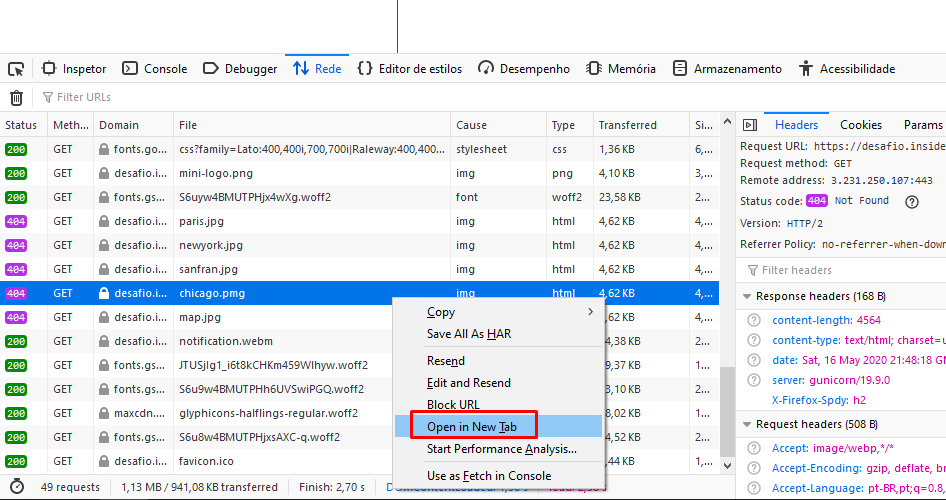 Inspetor Console Debugger Rede Editor de estilos Desempenho Memória Armazenamento Acessibilidade
Filter URLs
Status Meth... Domain File Cause Type Transferred Si...
200 GET fonts.go... css?family=Lato:400,400i,700,700i|Raleway:400,400... stylesheet css 1,36 KB 6,...
200 GET desafio.i... mini-logo.png img png 4,10 KB 3,...
200 GET fonts.gs... S6uyw4BMUTPHjx4wXg.woff2 font woff2 23,58 KB 2...
404 GET desafio.i... paris.jpg img html 4,62 KB 4,...
404 GET desafio.i... newyork.jpg img html 4,62 KB 4,...
404 GET desafio.i... sanfran.jpg img html 4,62 KB 4,...
404 GET desafio.i... chicago.pmg img html 4,62 KB 4,...
404 GET desafio.i... map.jpg ,62 KB 4,...
200 GET desafio.i... notification.webm 4,38 KB 2...
200 GET fonts.gs... JTUSjIg1_i6t8kCHKm459Wlhyw.woff2 9,37 KB 1...
200 GET fonts.gs... S6u9w4BMUTPHh6UVSwiPGQ.woff2 3,10 KB 2...
200 GET maxcdn.... glyphicons-halflings-regular.woff2 8,02 KB 1...
200 GET fonts.gs... S6u8w4BMUTPHjxsAXC-q.woff2 4,52 KB 2...
200 GET desafio.i... favicon.ico ,44 KB 1...
49 requests 1,13 MB / 941,08 KB transferred Finish: 2,70 s
Copy
Save All As HAR
Resend
Edit and Resend
Block URL
Open in New Tab
Start Performance Analysis...
Use as Fetch in Console
Headers Cookies Params
Request URL: https://desafio.inside
Request method: GET
Remote address: 3.231.250.107:443
Status code: 404 Not Found
Version: HTTP/2
Referrer Policy: no-referrer-when-down
Filter headers
Response headers (168 B)
content-length: 4564
content-type: text/html; charset=u
date: Sat, 16 May 2020 21:48:18 GM
server: gunicorn/19.9.0
X-Firefox-Spdy: h2
Request headers (508 B)
Accept: image/webp,*/*
Accept-Encoding: gzip, deflate, br
Accept-Language: pt-BR,pt;q=0.8,